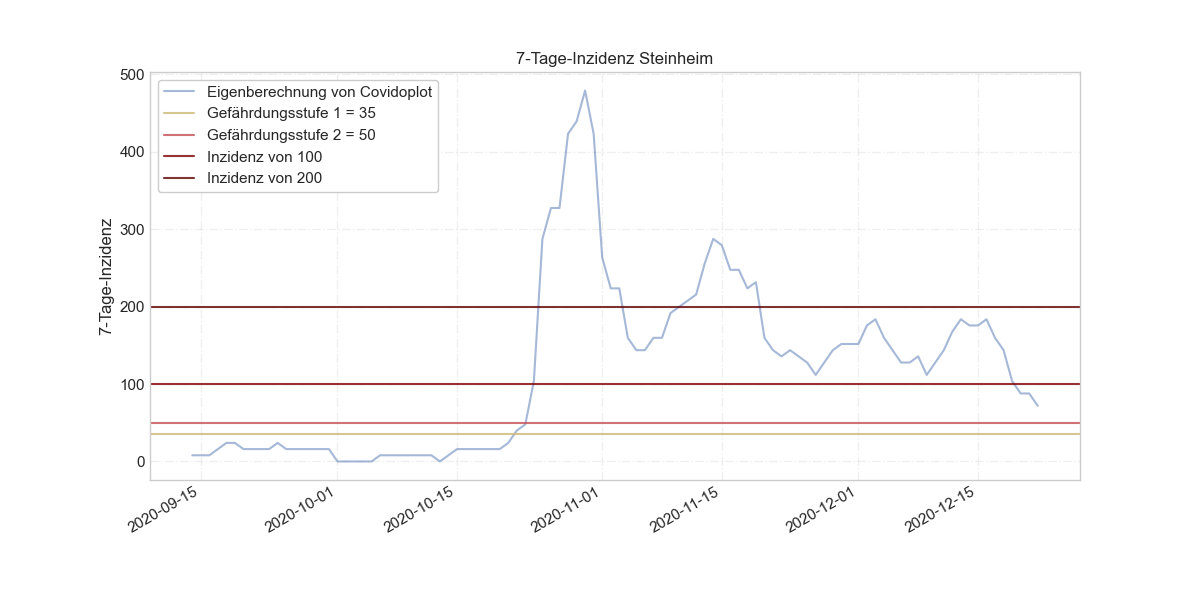 7-Tage-Inzidenz Steinheim
Eigenberechnung von Covidoplot
Gefährdungsstufe 1 = 35
Gefährdungsstufe 2 = 50
Inzidenz von 100
Inzidenz von 200
7-Tage-Inzidenz
500
400
300
200
100
0
2020-09-15
2020-10-01
2020-10-15
2020-11-01
2020-11-15
2020-12-01
2020-12-15